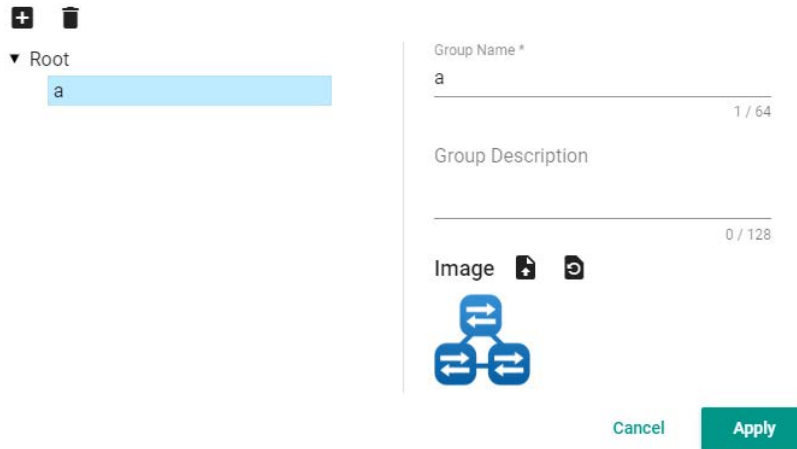 ▼ Root
a
Group Name *
a
1 / 64
Group Description
0 / 128
Image
Cancel
Apply